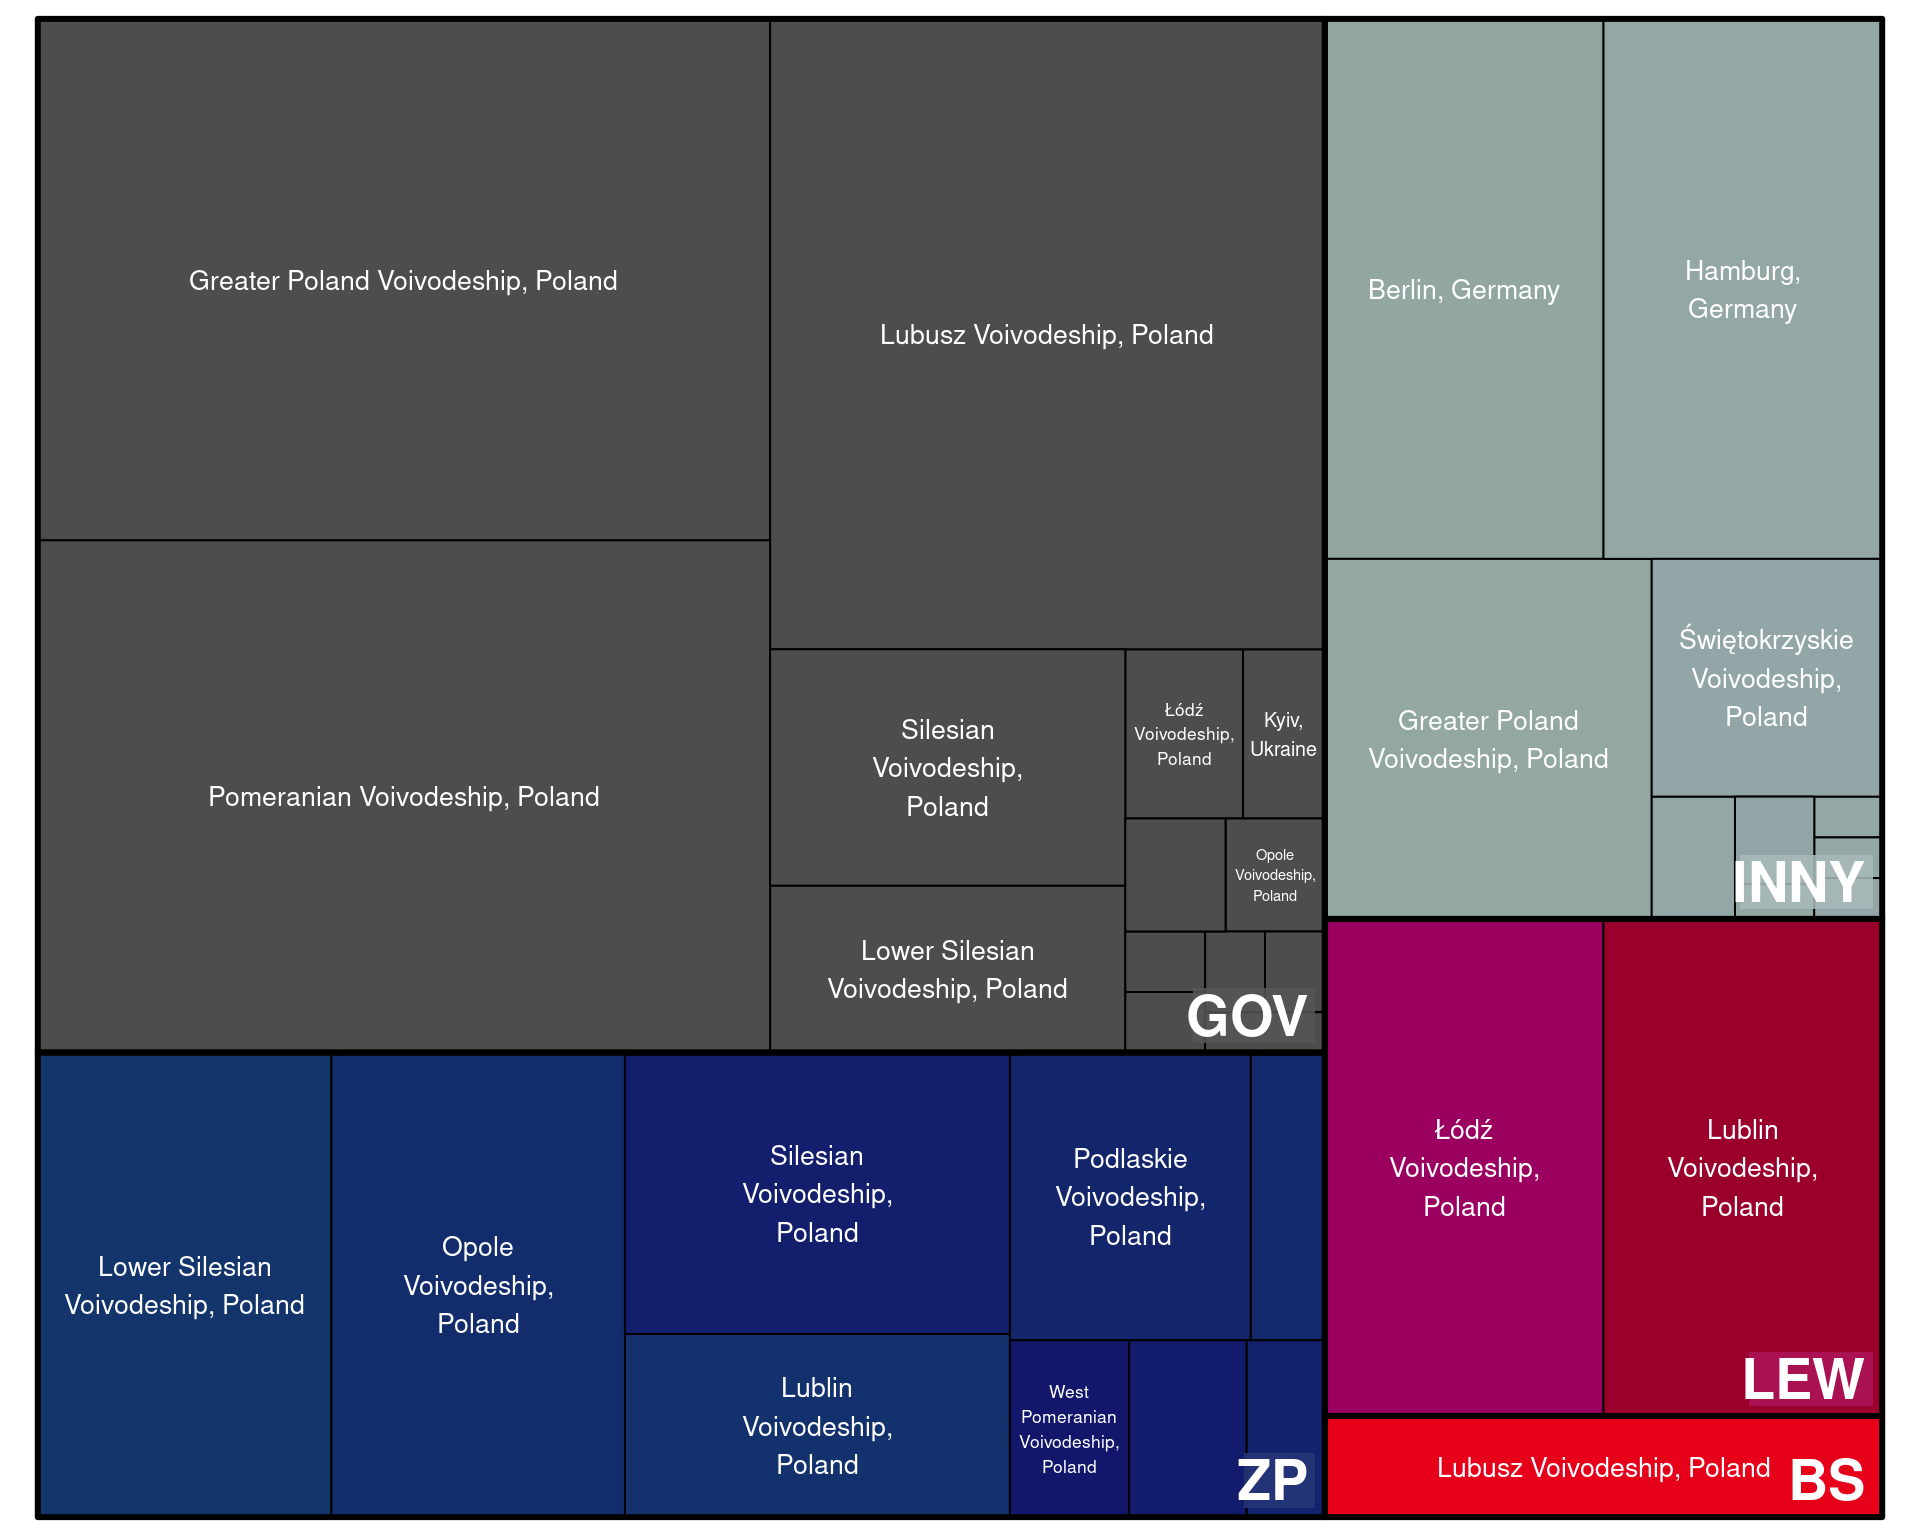 Greater Poland Voivodeship, Poland
Lubusz Voivodeship, Poland
Pomeranian Voivodeship, Poland
Silesian
Voivodeship,
Poland
Łódź
Voivodeship,
Poland
Kyiv,
Ukraine
Opole
Voivodeship,
Poland
Lower Silesian
Voivodeship, Poland
GOV
Berlin, Germany
Hamburg,
Germany
Greater Poland
Voivodeship, Poland
Świętokrzyskie
Voivodeship,
Poland
INNY
Lower Silesian
Voivodeship, Poland
Opole
Voivodeship,
Poland
Silesian
Voivodeship,
Poland
Lublin
Voivodeship,
Poland
Podlaskie
Voivodeship,
Poland
West
Pomeranian
Voivodeship,
Poland
ZP
Łódź
Voivodeship,
Poland
Lublin
Voivodeship,
Poland
LEW
Lubusz Voivodeship, Poland
BS